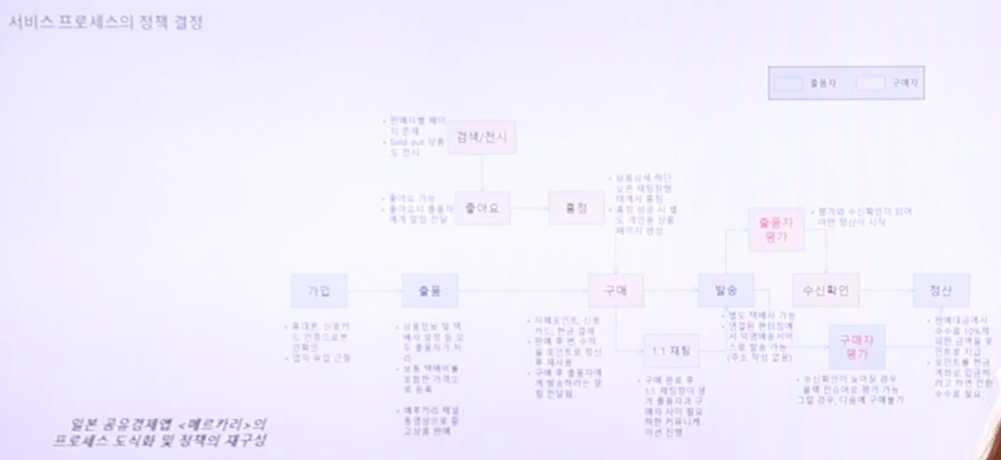 서비스 프로세스의 정책 결정
출품자
구매자
• 판매자별 페이
지 존재
• Sold out 상품
도 전시
검색/전시
• 좋아요 가능
• 좋아요시 출품자
에게 알림 전달
좋아요
흥정
• 상품상세 하단
오픈 채팅창형
태에서 흥정
• 흥정 성공 시 별
도 개인용 상품
페이지 생성
출품자
평가
• 평가와 수신확인이 되어
야만 정산이 시작
가입
출품
구매
발송
수신확인
정산
• 휴대폰, 신용카
드 인증으로본
인확인
• 업자 유입 근절
• 상품정보 및 택
배사 설정 등 모
두 출품자가 처
리
• 보통 택배비를
포함한 가격으
로 등록
• 메루카리 채널
동영상으로 중
고상품 판매
• 자체포인트, 신용
카드, 현금 결제
• 판매 후 번 수익
을 포인트로 정산
후 재사용
• 구매 후 출품자에
게 발송하라는 알
림 전달됨
1:1 채팅
• 구매 완료 후
1:1 채팅창이 생
겨 출품자와 구
매자 사이 필요
한 커뮤니케
이션 진행
• 별도 택배사 가능
• 연결된 편의점에
서 익명배송서비
스로 발송 가능
(주소 작성 없음)
구매자
평가
• 수신확인이 늦어질 경우
불쾌 컨슈머로 평가 가능
그럴 경우, 다음에 구매불가
• 판매대금에서
수수료 10%제
외한 금액을 포
인트로 지급
• 포인트를 현금
계좌로 입금하
려고 하면 전환
수수료 필요
일본 공유경제앱 <메르카리>의
프로세스 도식화 및 정책의 재구성